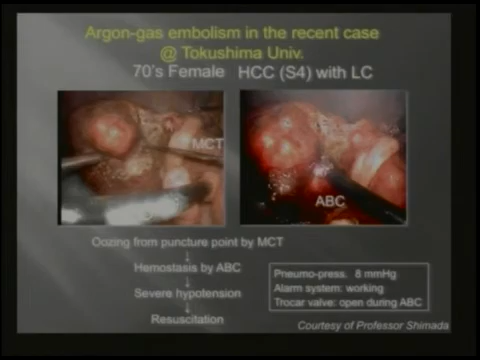 Argon-gas embolism in the recent case
@ Tokushima Univ.
70's Female HCC (S4) with LC
MCT
ABC
Oozing from puncture point by MCT
↓
Hemostasis by ABC
↓
Severe hypotension
↓
Resuscitation
Pneumo-press. 8 mmHg
Alarm system: working
Trocar valve: open during ABC
Courtesy of Professor Shimada